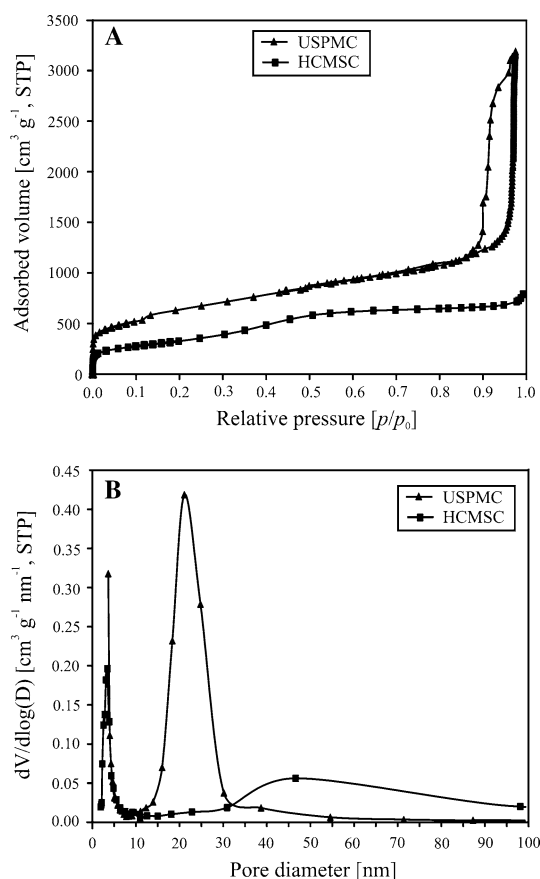 A
USPMC
HCMSC
Adsorbed volume [cm³ g⁻¹, STP]
3500
3000
2500
2000
1500
1000
500
0
0.0 0.1 0.2 0.3 0.4 0.5 0.6 0.7 0.8 0.9 1.0
Relative pressure [p/p₀]
B
USPMC
HCMSC
dV/dlog(D) [cm³ g⁻¹ nm⁻¹, STP]
0.45
0.40
0.35
0.30
0.25
0.20
0.15
0.10
0.05
0.00
0 10 20 30 40 50 60 70 80 90 100
Pore diameter [nm]